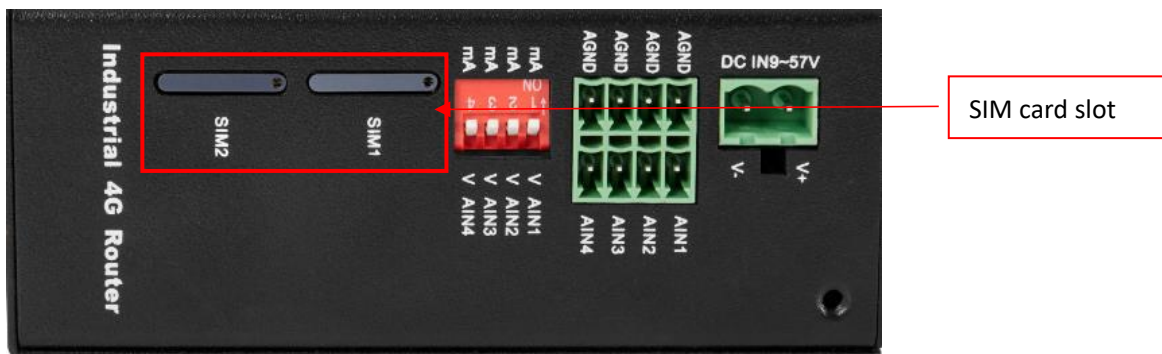 Industrial 4G Router
SIM2
SIM1
mA mA mA mA
ON
4 3 2 1
V V V V
AIN4 AIN3 AIN2 AIN1
AGND AGND AGND AGND
AIN4 AIN3 AIN2 AIN1
DC IN9~57V
V- V+
SIM card slot